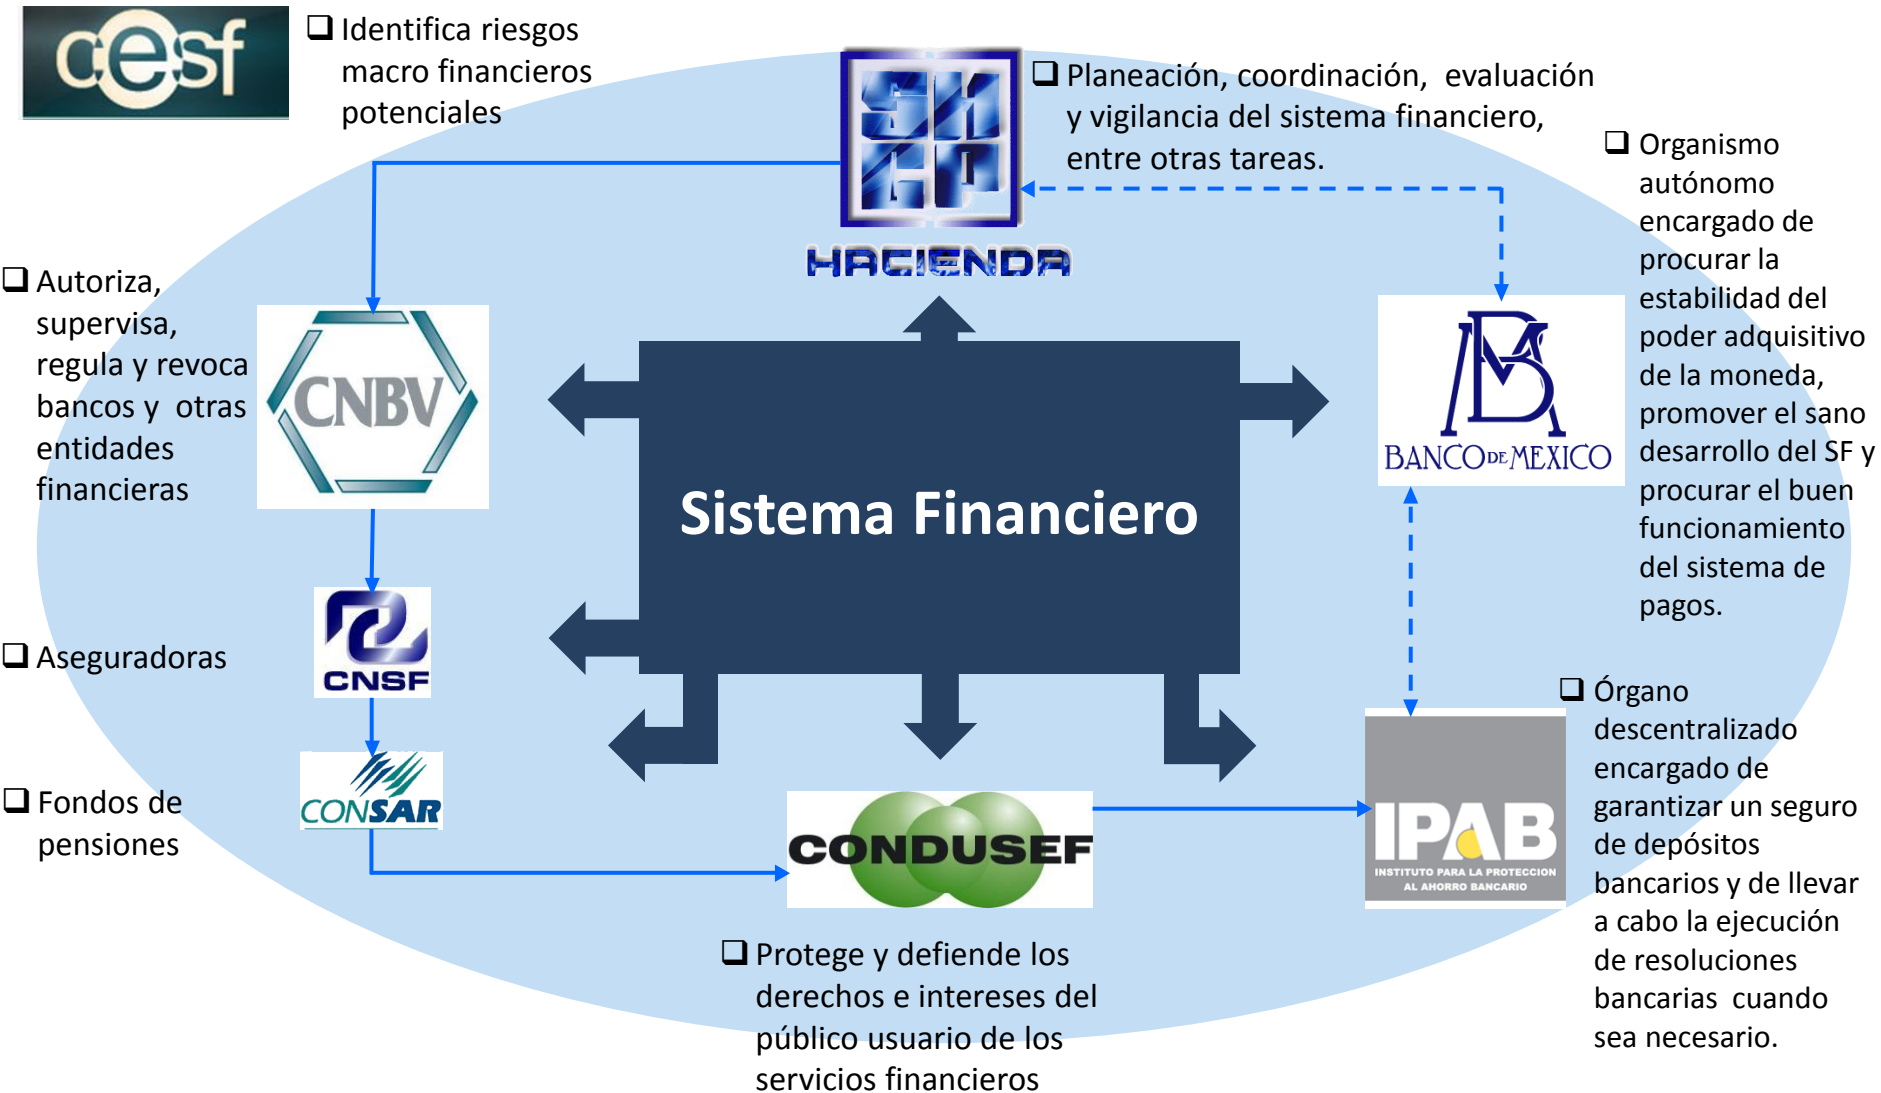 cesf
Identifica riesgos
macro financieros
potenciales
SH
CP
HACIENDA
Planeación, coordinación, evaluación
y vigilancia del sistema financiero,
entre otras tareas.
Organismo
autónomo
encargado de
procurar la
estabilidad del
poder adquisitivo
de la moneda,
promover el sano
desarrollo del SF y
procurar el buen
funcionamiento
del sistema de
pagos.
Autoriza,
supervisa,
regula y revoca
bancos y otras
entidades
financieras
CNBV
BM
BANCO DE MEXICO
Sistema Financiero
Aseguradoras
CNSF
Fondos de
pensiones
CONSAR
CONDUSEF
Protege y defiende los
derechos e intereses del
público usuario de los
servicios financieros
IPAB
INSTITUTO PARA LA PROTECCION
AL AHORRO BANCARIO
Órgano
descentralizado
encargado de
garantizar un seguro
de depósitos
bancarios y de llevar
a cabo la ejecución
de resoluciones
bancarias cuando
sea necesario.